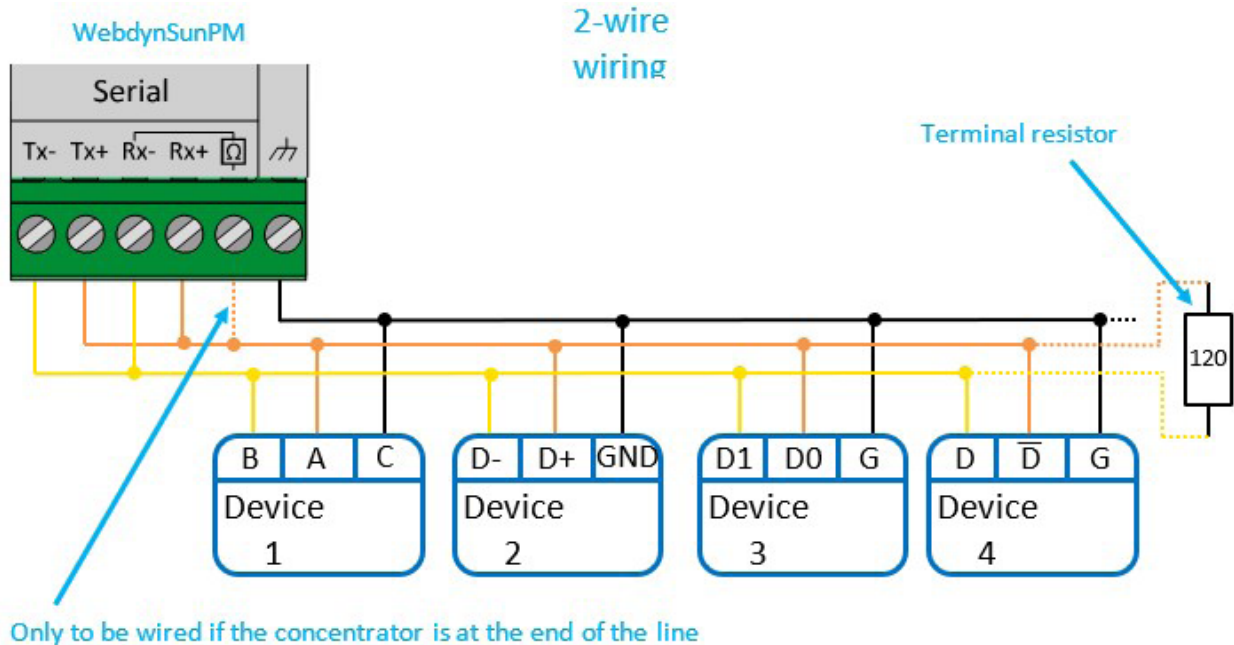 WebdynSunPM
2-wire
wiring
Serial
Tx- Tx+ Rx- Rx+ Ω
Terminal resistor
120
B A C
Device
1
D- D+ GND
Device
2
D1 D0 G
Device
3
D D̅ G
Device
4
Only to be wired if the concentrator is at the end of the line